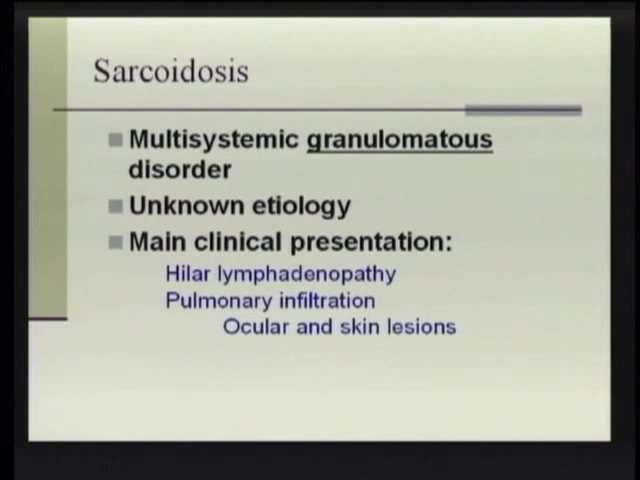 Sarcoidosis
Multisystemic granulomatous
disorder
Unknown etiology
Main clinical presentation:
Hilar lymphadenopathy
Pulmonary infiltration
Ocular and skin lesions